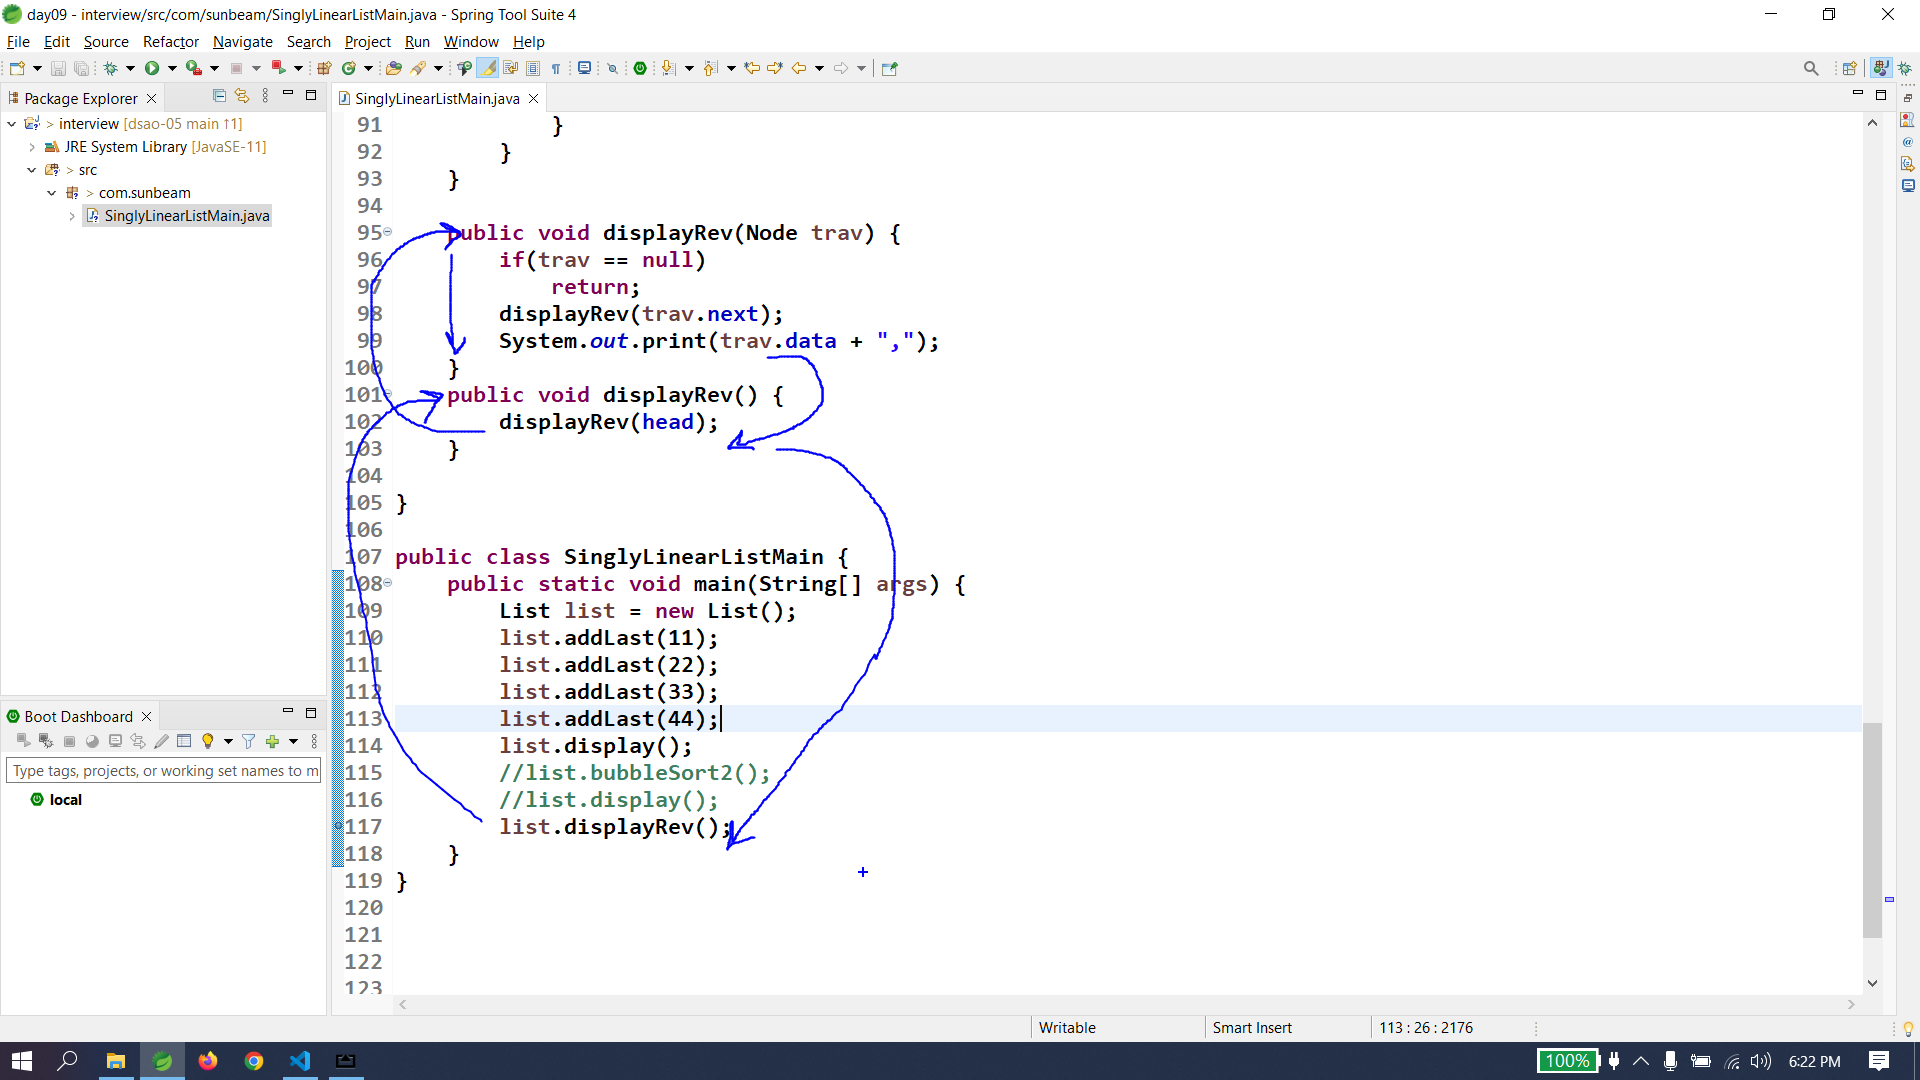 day09 - interview/src/com/sunbeam/SinglyLinearListMain.java - Spring Tool Suite 4
File Edit Source Refactor Navigate Search Project Run Window Help
Package Explorer
interview [dsao-05 main ↑1]
JRE System Library [JavaSE-11]
src
com.sunbeam
SinglyLinearListMain.java
Boot Dashboard
Type tags, projects, or working set names to m
local
SinglyLinearListMain.java
91             }
92         }
93     }
94
95     public void displayRev(Node trav) {
96         if(trav == null)
97             return;
98         displayRev(trav.next);
99         System.out.print(trav.data + ",");
100     }
101     public void displayRev() {
102         displayRev(head);
103     }
104
105 }
106
107 public class SinglyLinearListMain {
108     public static void main(String[] args) {
109         List list = new List();
110         list.addLast(11);
111         list.addLast(22);
112         list.addLast(33);
113         list.addLast(44);
114         list.display();
115         //list.bubbleSort2();
116         //list.display();
117         list.displayRev();
118     }
119 }
120
121
122
123
Writable Smart Insert 113 : 26 : 2176
100% 6:22 PM